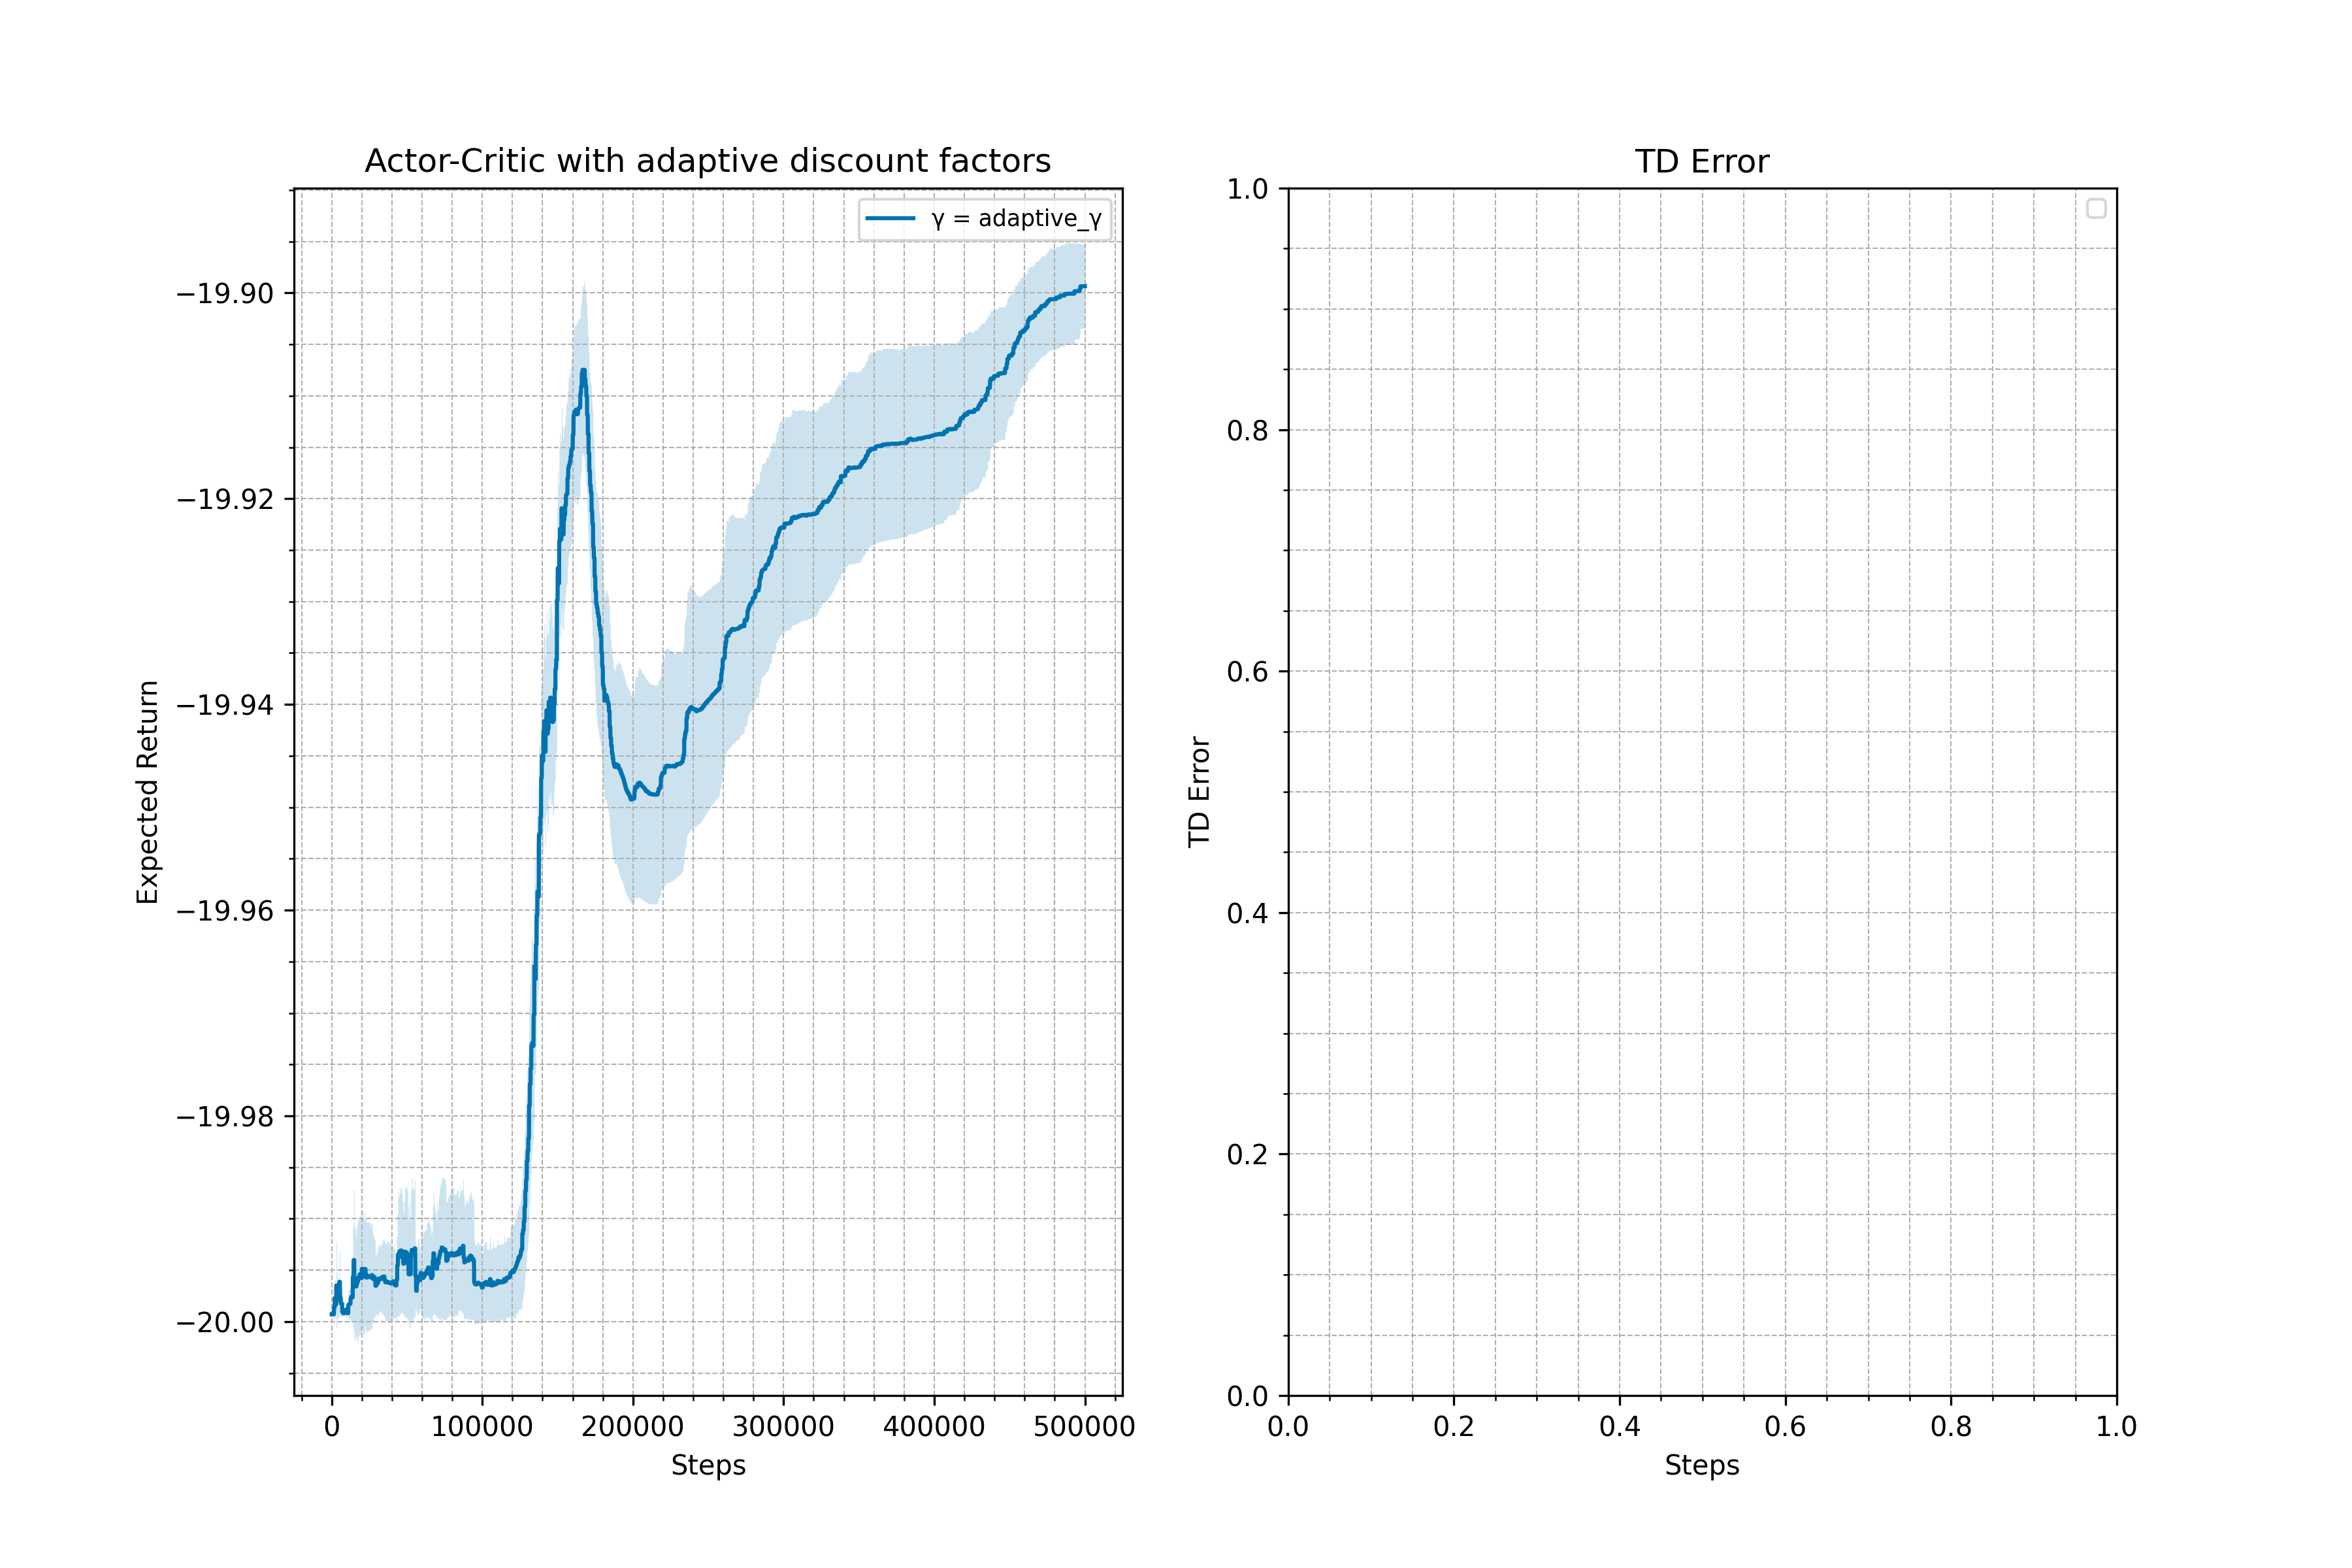 Actor-Critic with adaptive discount factors
γ = adaptive_γ
Expected Return
−19.90
−19.92
−19.94
−19.96
−19.98
−20.00
0 100000 200000 300000 400000 500000
Steps
TD Error
TD Error
1.0
0.8
0.6
0.4
0.2
0.0
0.0 0.2 0.4 0.6 0.8 1.0
Steps